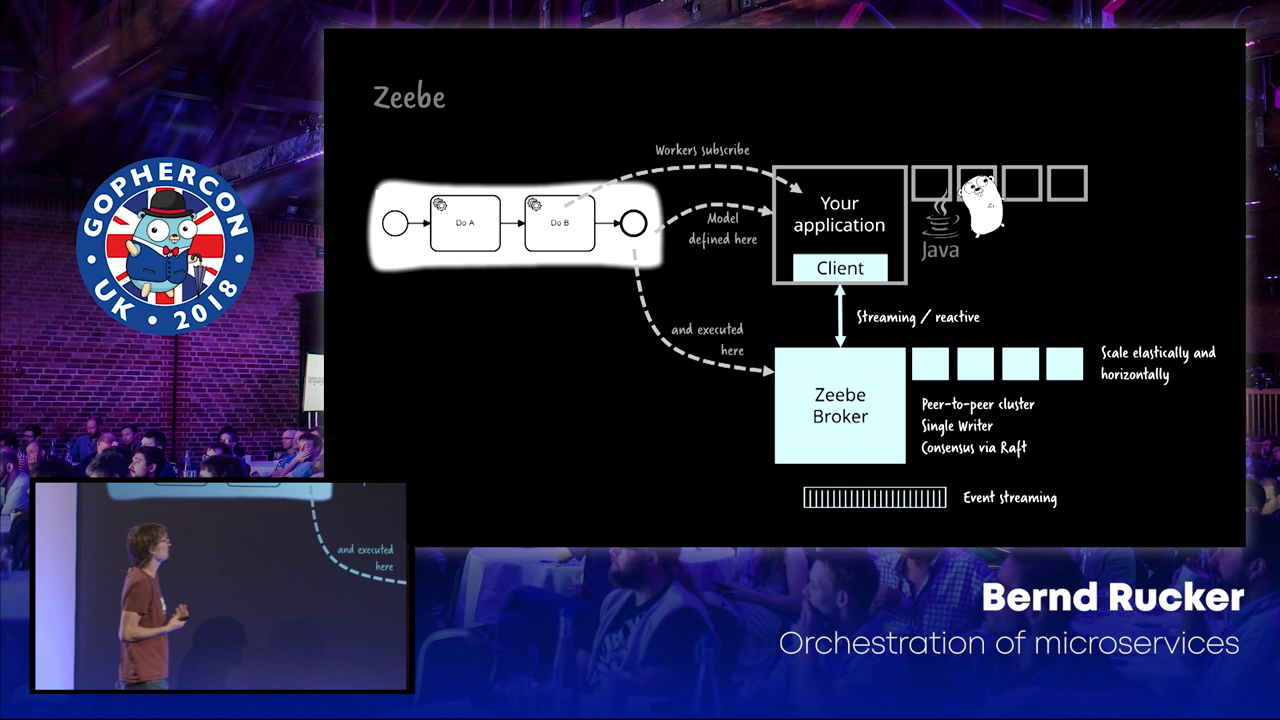 GOPHERCON
UK • 2018
Zeebe
Workers subscribe
Do A
Do B
Model
defined here
Your
application
Client
Java
Streaming / reactive
and executed
here
Zeebe
Broker
Scale elastically and
horizontally
Peer-to-peer cluster
Single Writer
Consensus via Raft
Event streaming
and executed
here
Bernd Rucker
Orchestration of microservices